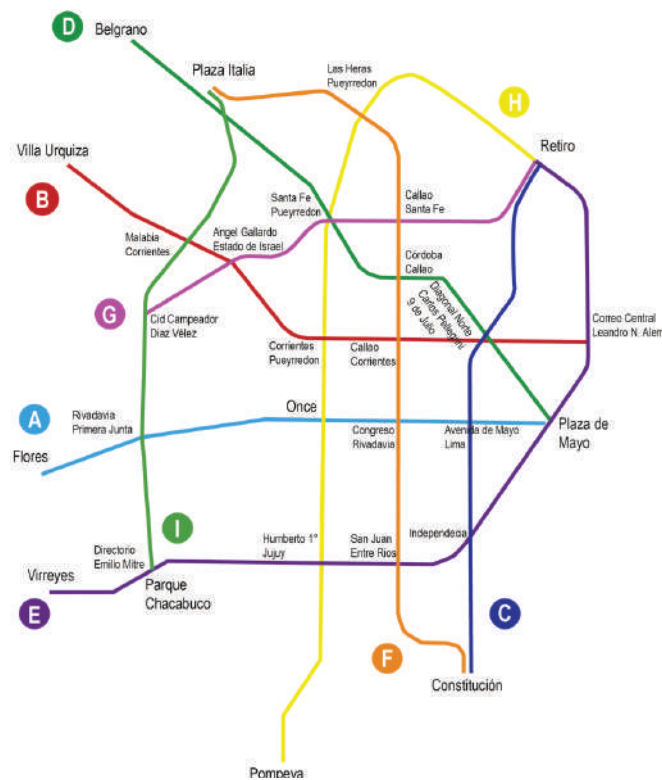 D
Belgrano
Plaza Italia
Las Heras
Pueyrredon
H
Villa Urquiza
Retiro
B
Santa Fe
Pueyrredon
Callao
Santa Fe
Malabia
Corrientes
Angel Gallardo
Estado de Israel
Córdoba
Callao
Diagonal Norte
Carlos Pellegini
9 de Julio
G
Cid Campeador
Diaz Vélez
Correo Central
Leandro N. Alem
Corrientes
Pueyrredon
Callao
Corrientes
A
Rivadavia
Primera Junta
Once
Flores
Congreso
Rivadavia
Avenida de Mayo
Lima
Plaza de
Mayo
I
Directorio
Emilio Mitre
Humberto 1º
Jujuy
San Juan
Entre Rios
Independecia
Virreyes
Parque
Chacabuco
E
C
F
Constitución
Pompeya